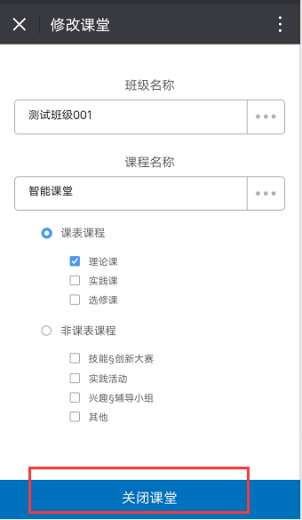 修改课堂
班级名称
测试班级001
课程名称
智能课堂
课表课程
理论课
实践课
选修课
非课表课程
技能§创新大赛
实践活动
兴趣§辅导小组
其他
关闭课堂